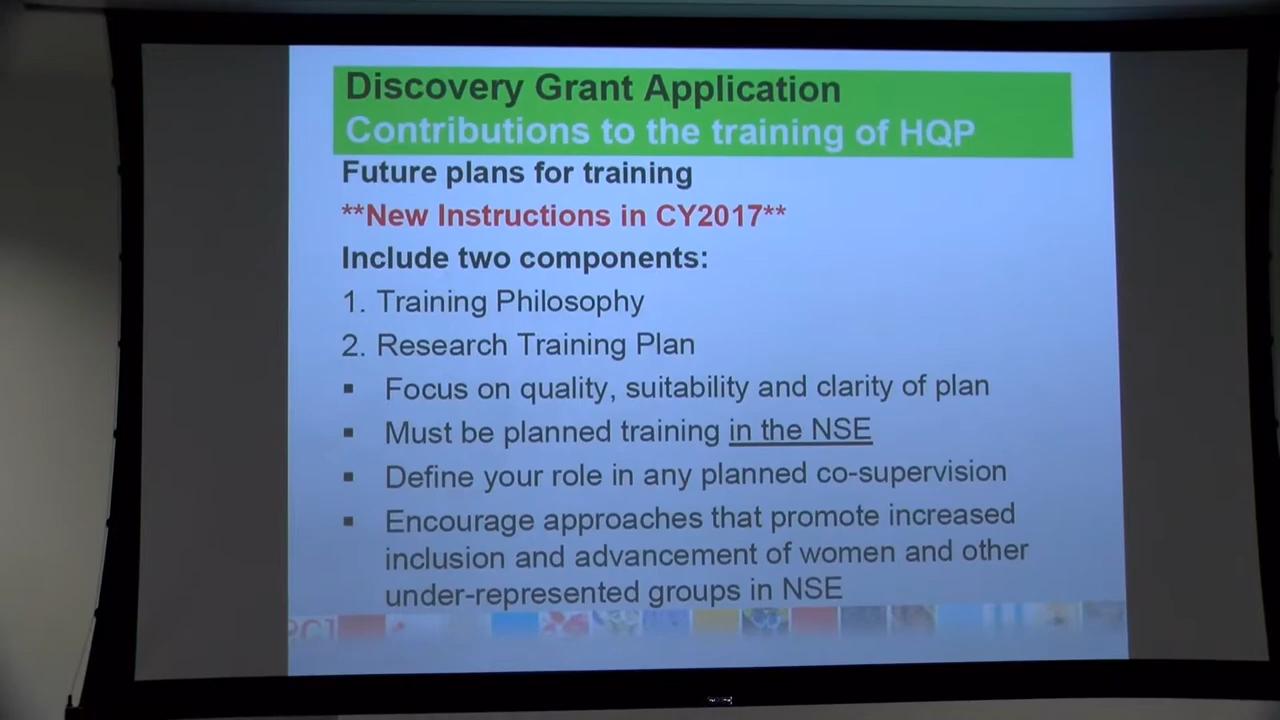 Discovery Grant Application
Contributions to the training of HQP
Future plans for training
**New Instructions in CY2017**
Include two components:
1. Training Philosophy
2. Research Training Plan
▪ Focus on quality, suitability and clarity of plan
▪ Must be planned training in the NSE
▪ Define your role in any planned co-supervision
▪ Encourage approaches that promote increased
inclusion and advancement of women and other
under-represented groups in NSE